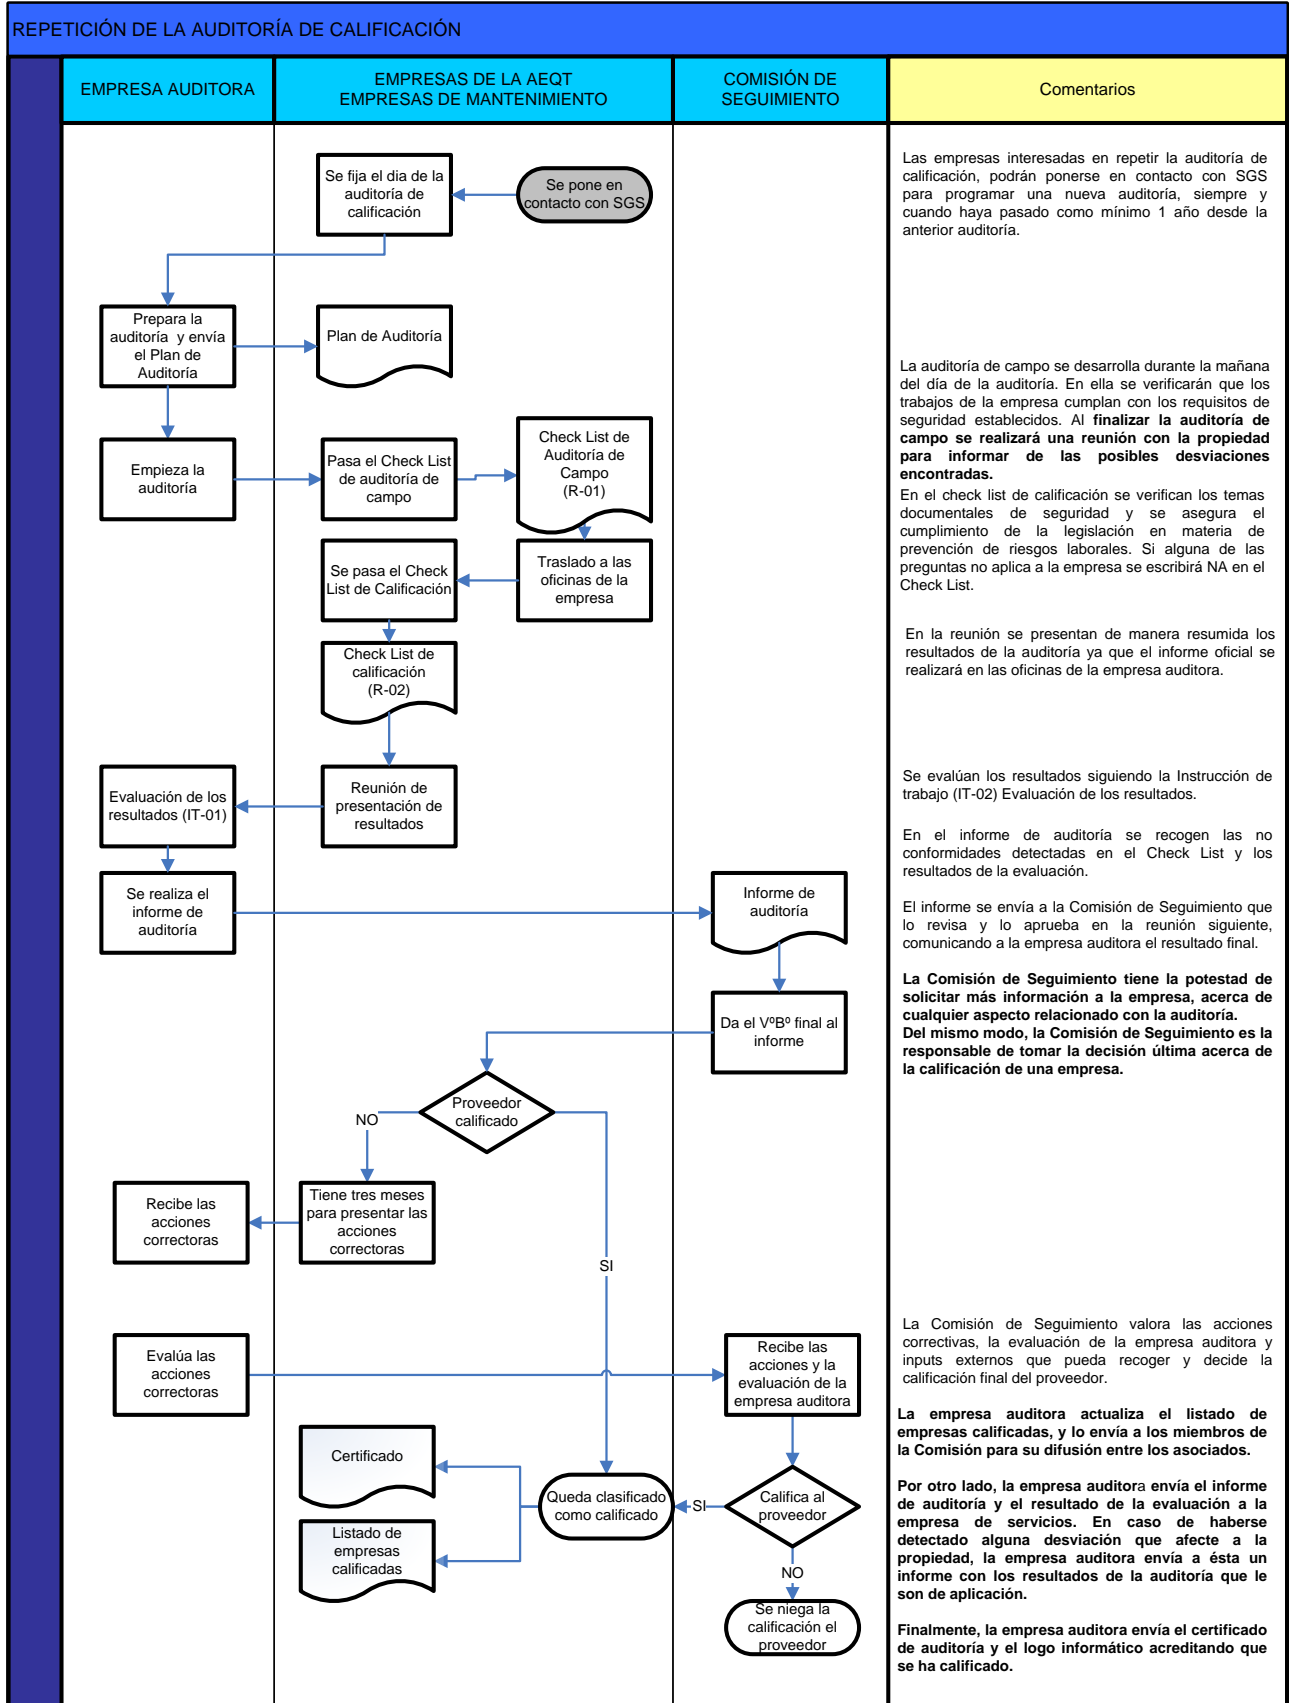 REPETICIÓN DE LA AUDITORÍA DE CALIFICACIÓN
EMPRESA AUDITORA
EMPRESAS DE LA AEQT
EMPRESAS DE MANTENIMIENTO
COMISIÓN DE
SEGUIMIENTO
Comentarios
Se fija el dia de la
auditoría de
calificación
Se pone en
contacto con SGS
Las empresas interesadas en repetir la auditoría de
calificación, podrán ponerse en contacto con SGS
para programar una nueva auditoría, siempre y
cuando haya pasado como mínimo 1 año desde la
anterior auditoría.
Prepara la
auditoría y envía
el Plan de
Auditoría
Plan de Auditoría
La auditoría de campo se desarrolla durante la mañana
del día de la auditoría. En ella se verificarán que los
trabajos de la empresa cumplan con los requisitos de
seguridad establecidos. Al finalizar la auditoría de
campo se realizará una reunión con la propiedad
para informar de las posibles desviaciones
encontradas.
Empieza la
auditoría
Pasa el Check List
de auditoría de
campo
Check List de
Auditoría de
Campo
(R-01)
En el check list de calificación se verifican los temas
documentales de seguridad y se asegura el
cumplimiento de la legislación en materia de
prevención de riesgos laborales. Si alguna de las
preguntas no aplica a la empresa se escribirá NA en el
Check List.
Se pasa el Check
List de Calificación
Traslado a las
oficinas de la
empresa
Check List de
calificación
(R-02)
En la reunión se presentan de manera resumida los
resultados de la auditoría ya que el informe oficial se
realizará en las oficinas de la empresa auditora.
Evaluación de los
resultados (IT-01)
Reunión de
presentación de
resultados
Se evalúan los resultados siguiendo la Instrucción de
trabajo (IT-02) Evaluación de los resultados.
En el informe de auditoría se recogen las no
conformidades detectadas en el Check List y los
resultados de la evaluación.
Se realiza el
informe de
auditoría
Informe de
auditoría
El informe se envía a la Comisión de Seguimiento que
lo revisa y lo aprueba en la reunión siguiente,
comunicando a la empresa auditora el resultado final.
La Comisión de Seguimiento tiene la potestad de
solicitar más información a la empresa, acerca de
cualquier aspecto relacionado con la auditoría.
Del mismo modo, la Comisión de Seguimiento es la
responsable de tomar la decisión última acerca de
la calificación de una empresa.
Da el VºBº final al
informe
Proveedor
calificado
NO
Recibe las
acciones
correctoras
Tiene tres meses
para presentar las
acciones
correctoras
SI
Evalúa las
acciones
correctoras
Recibe las
acciones y la
evaluación de la
empresa auditora
La Comisión de Seguimiento valora las acciones
correctivas, la evaluación de la empresa auditora y
inputs externos que pueda recoger y decide la
calificación final del proveedor.
La empresa auditora actualiza el listado de
empresas calificadas, y lo envía a los miembros de
la Comisión para su difusión entre los asociados.
Certificado
Queda clasificado
como calificado
SI
Califica al
proveedor
Listado de
empresas
calificadas
NO
Se niega la
calificación el
proveedor
Por otro lado, la empresa auditora envía el informe
de auditoría y el resultado de la evaluación a la
empresa de servicios. En caso de haberse
detectado alguna desviación que afecte a la
propiedad, la empresa auditora envía a ésta un
informe con los resultados de la auditoría que le
son de aplicación.
Finalmente, la empresa auditora envía el certificado
de auditoría y el logo informático acreditando que
se ha calificado.